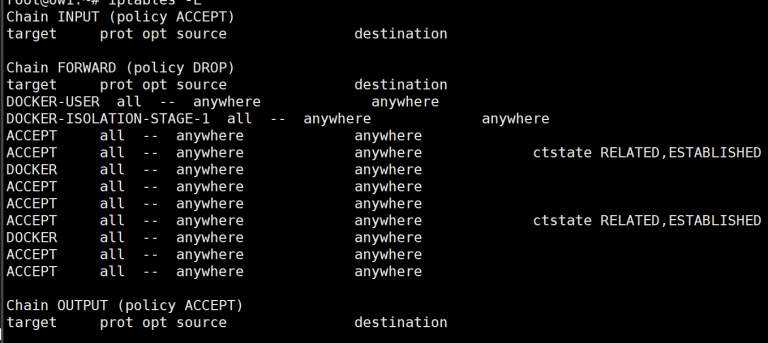 root@owl:~# iptables -L
Chain INPUT (policy ACCEPT)
target     prot opt source               destination

Chain FORWARD (policy DROP)
target     prot opt source               destination
DOCKER-USER  all  --  anywhere             anywhere
DOCKER-ISOLATION-STAGE-1  all  --  anywhere             anywhere
ACCEPT     all  --  anywhere             anywhere
ACCEPT     all  --  anywhere             anywhere             ctstate RELATED,ESTABLISHED
DOCKER     all  --  anywhere             anywhere
ACCEPT     all  --  anywhere             anywhere
ACCEPT     all  --  anywhere             anywhere
ACCEPT     all  --  anywhere             anywhere             ctstate RELATED,ESTABLISHED
DOCKER     all  --  anywhere             anywhere
ACCEPT     all  --  anywhere             anywhere
ACCEPT     all  --  anywhere             anywhere

Chain OUTPUT (policy ACCEPT)
target     prot opt source               destination